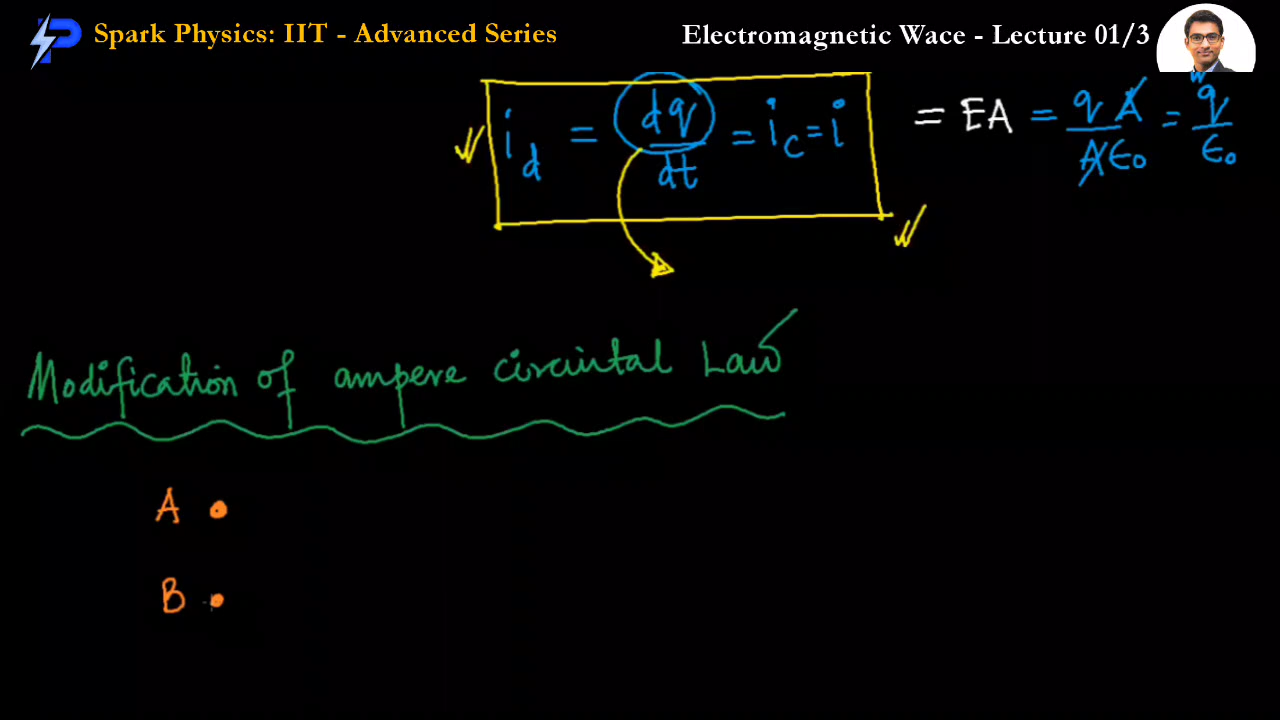 Spark Physics: IIT - Advanced Series
Electromagnetic Wace - Lecture 01/3
i_d = dq/dt = i_c = i
= EA = qA/Aϵ₀ = q/ϵ₀
Modification of ampere circuital Law
A
B